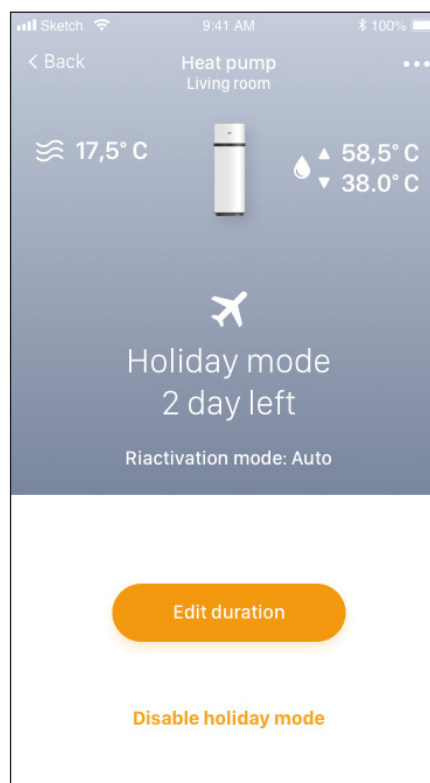 Sketch 9:41 AM 100%
< Back Heat pump
Living room
17,5° C
58,5° C
38.0° C
Holiday mode
2 day left
Riactivation mode: Auto
Edit duration
Disable holiday mode